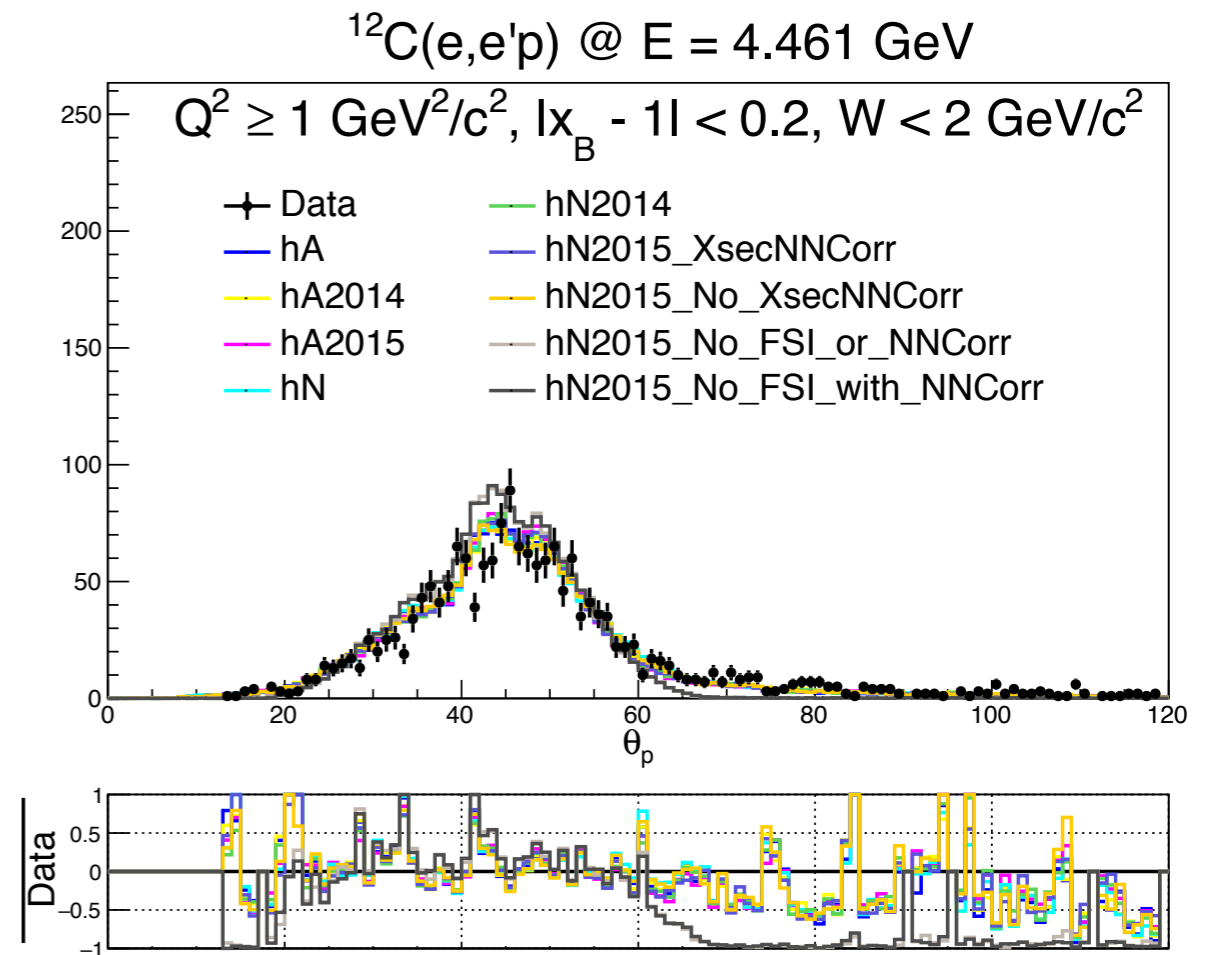 ¹²C(e,e'p) @ E = 4.461 GeV
Q² ≥ 1 GeV²/c², |x_B - 1| < 0.2, W < 2 GeV/c²
Data
hA
hA2014
hA2015
hN
hN2014
hN2015_XsecNNCorr
hN2015_No_XsecNNCorr
hN2015_No_FSI_or_NNCorr
hN2015_No_FSI_with_NNCorr
250
200
150
100
50
0
0 20 40 60 80 100 120
θ_p
1
0.5
0
−0.5
−1
Data